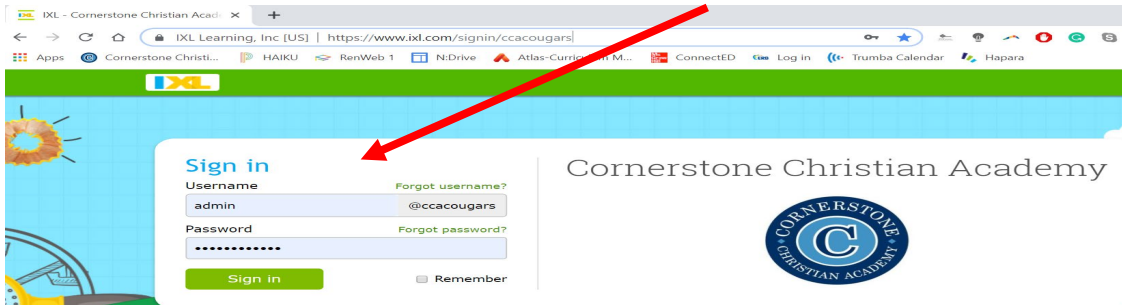 IXL - Cornerstone Christian Acad
IXL Learning, Inc [US] | https://www.ixl.com/signin/ccacougars
Apps Cornerstone Christi... HAIKU RenWeb 1 N:Drive Atlas-Curriculum M... ConnectED Log in Trumba Calendar Hapara
IXL
Sign in
Username Forgot username?
admin @ccacougars
Password Forgot password?
Sign in Remember
Cornerstone Christian Academy
CORNERSTONE
C
CHRISTIAN ACADEMY